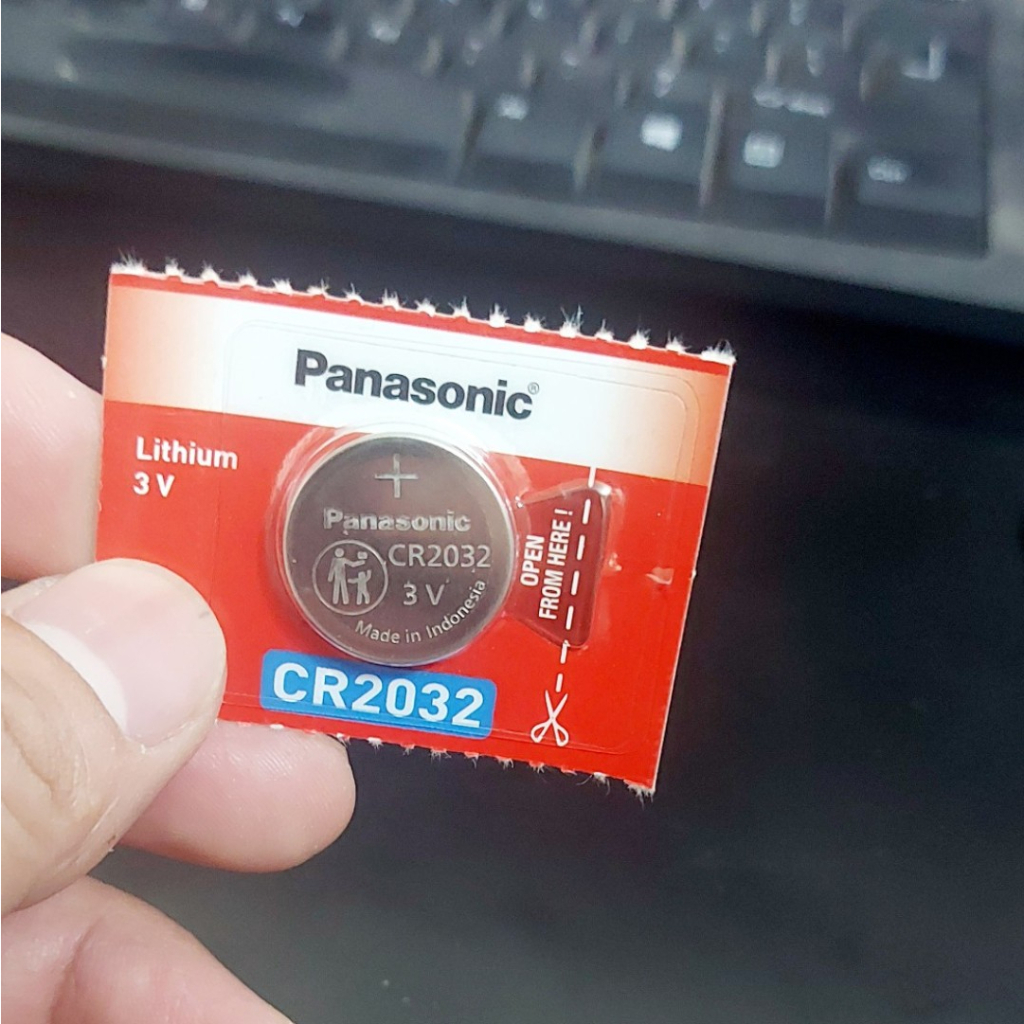 Panasonic®
Lithium
3 V
+
Panasonic
CR2032
3 V
Made in Indonesia
OPEN
FROM HERE !
CR2032